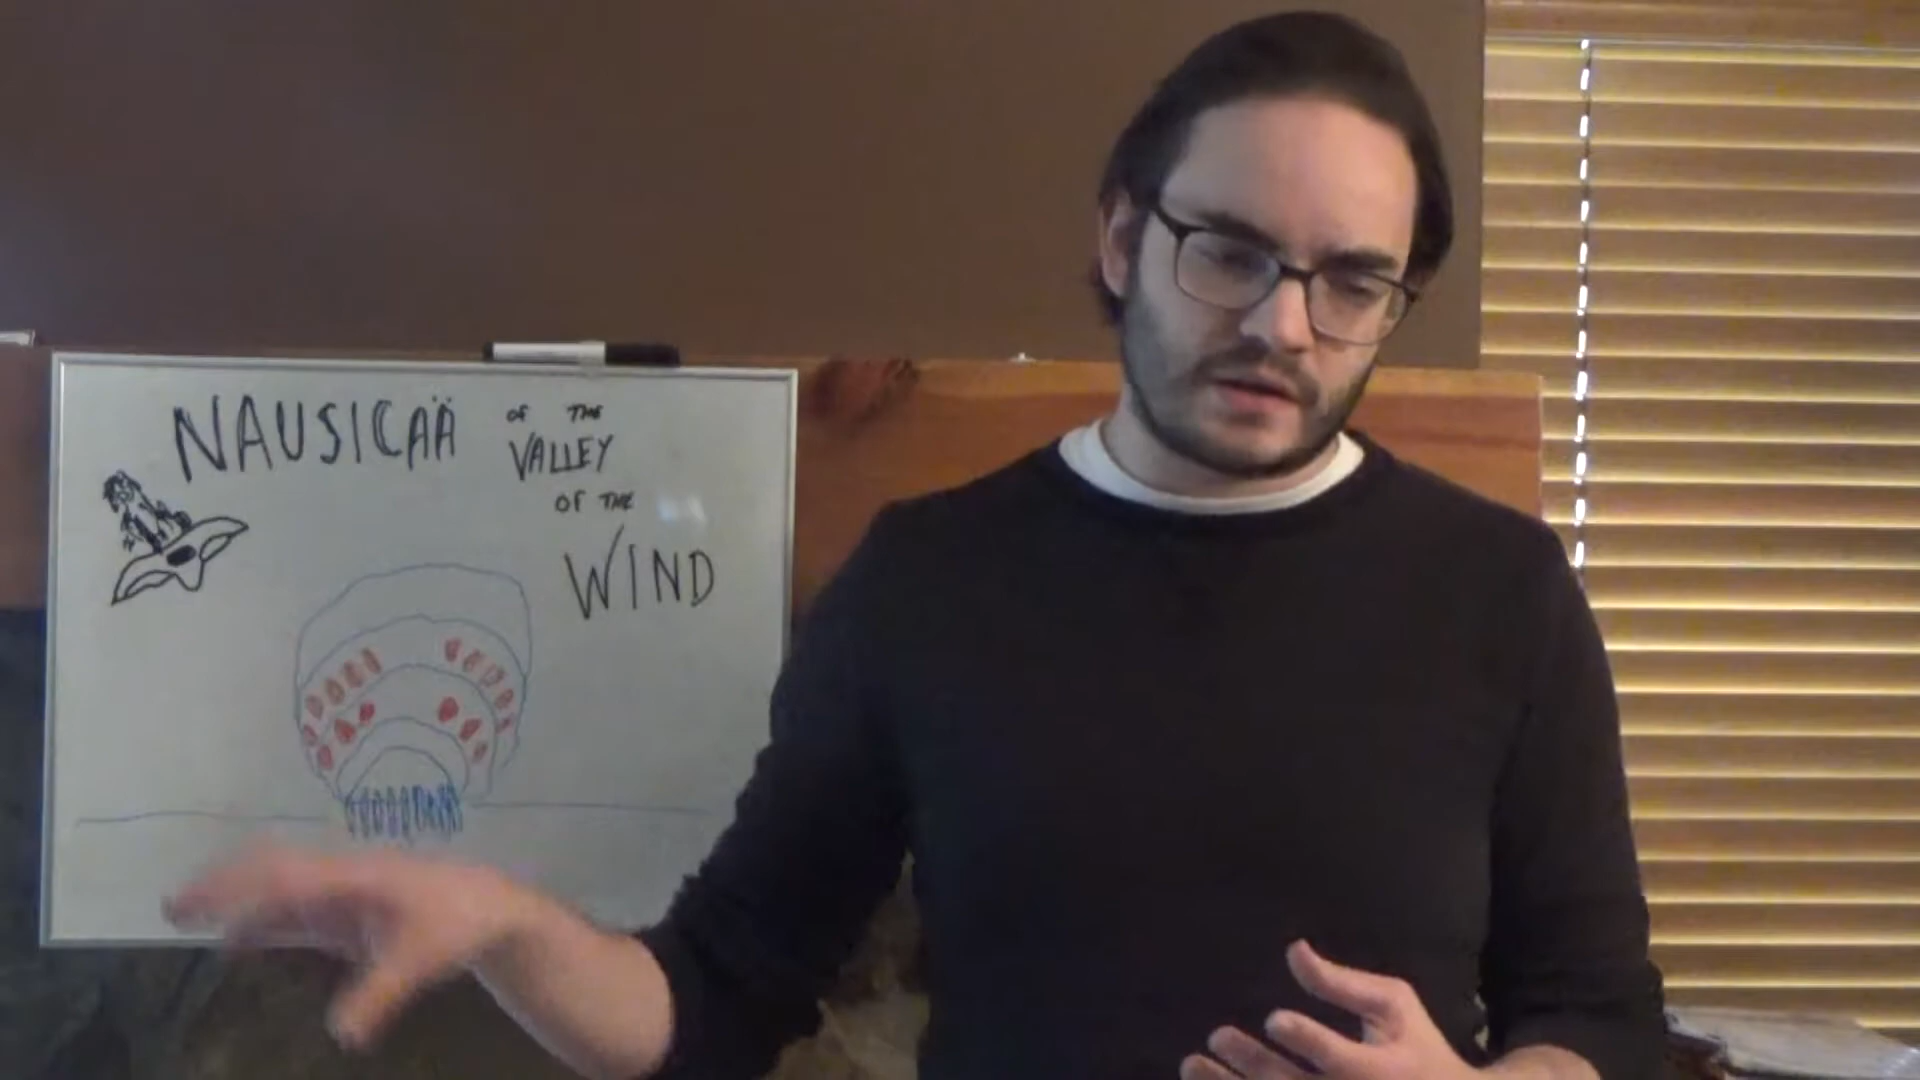 NAUSICAÄ
OF THE
VALLEY
OF THE
WIND